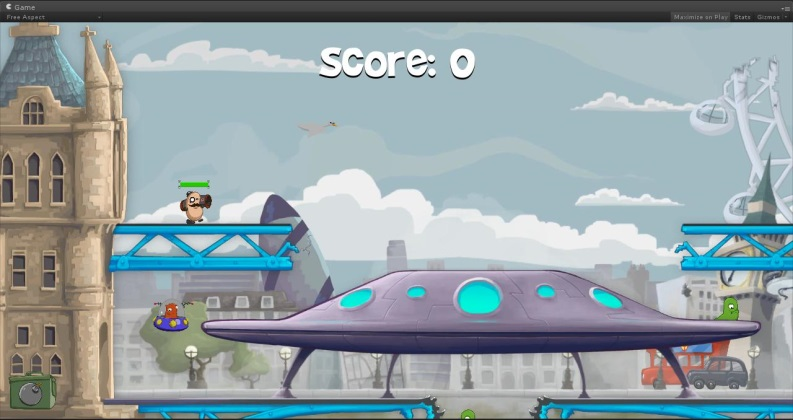 Game
Free Aspect
Maximize on Play Stats Gizmos
Score: 0